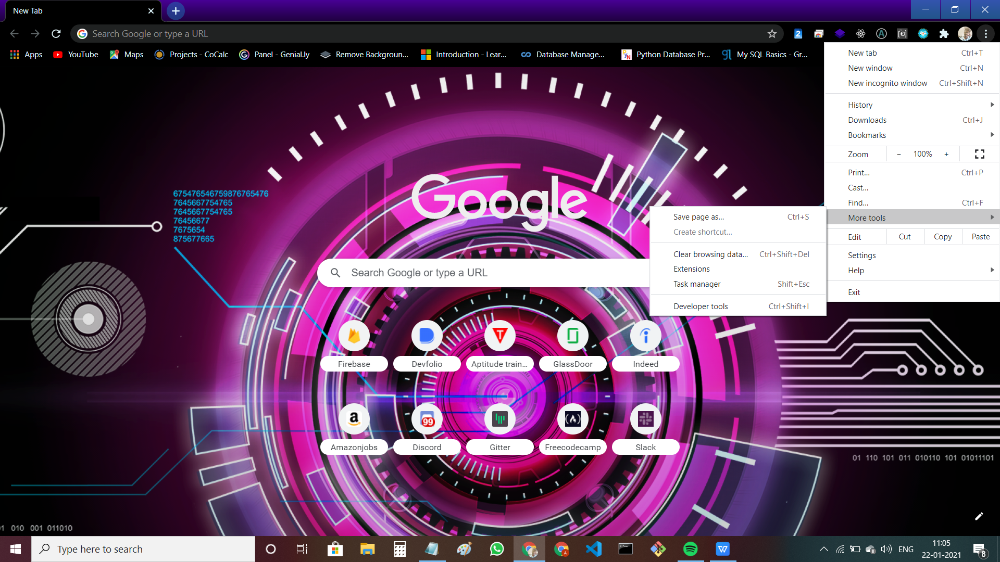 New Tab
Search Google or type a URL
Apps YouTube Maps Projects - CoCalc Panel - Genial.ly Remove Backgroun... Introduction - Lear... Database Manage... Python Database Pr... My SQL Basics - Gr...
New tab Ctrl+T
New window Ctrl+N
New incognito window Ctrl+Shift+N
History
Downloads Ctrl+J
Bookmarks
Zoom - 100% +
Print... Ctrl+P
Cast...
Find... Ctrl+F
More tools
Edit Cut Copy Paste
Settings
Help
Exit
Save page as... Ctrl+S
Create shortcut...
Clear browsing data... Ctrl+Shift+Del
Extensions
Task manager Shift+Esc
Developer tools Ctrl+Shift+I
675476546759876765476
7645667754765
7645667754765
76456677
7675654
875677665
Google
Search Google or type a URL
Firebase Devfolio Aptitude train... GlassDoor Indeed
99
Amazonjobs Discord Gitter Freecodecamp Slack
01 110 101 011 010110 101 01011101
1 010 001 011010
Type here to search
ENG
11:05
22-01-2021
8